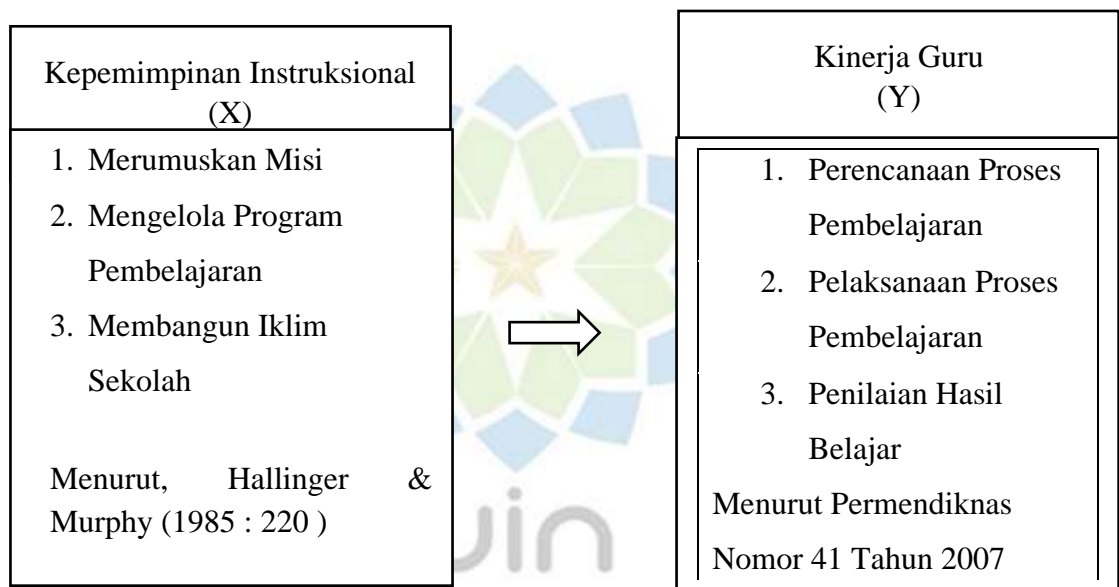 Kepemimpinan Instruksional
(X)
1. Merumuskan Misi
2. Mengelola Program
Pembelajaran
3. Membangun Iklim
Sekolah
Menurut, Hallinger &
Murphy (1985 : 220 )
Kinerja Guru
(Y)
1. Perencanaan Proses
Pembelajaran
2. Pelaksanaan Proses
Pembelajaran
3. Penilaian Hasil
Belajar
Menurut Permendiknas
Nomor 41 Tahun 2007
uin